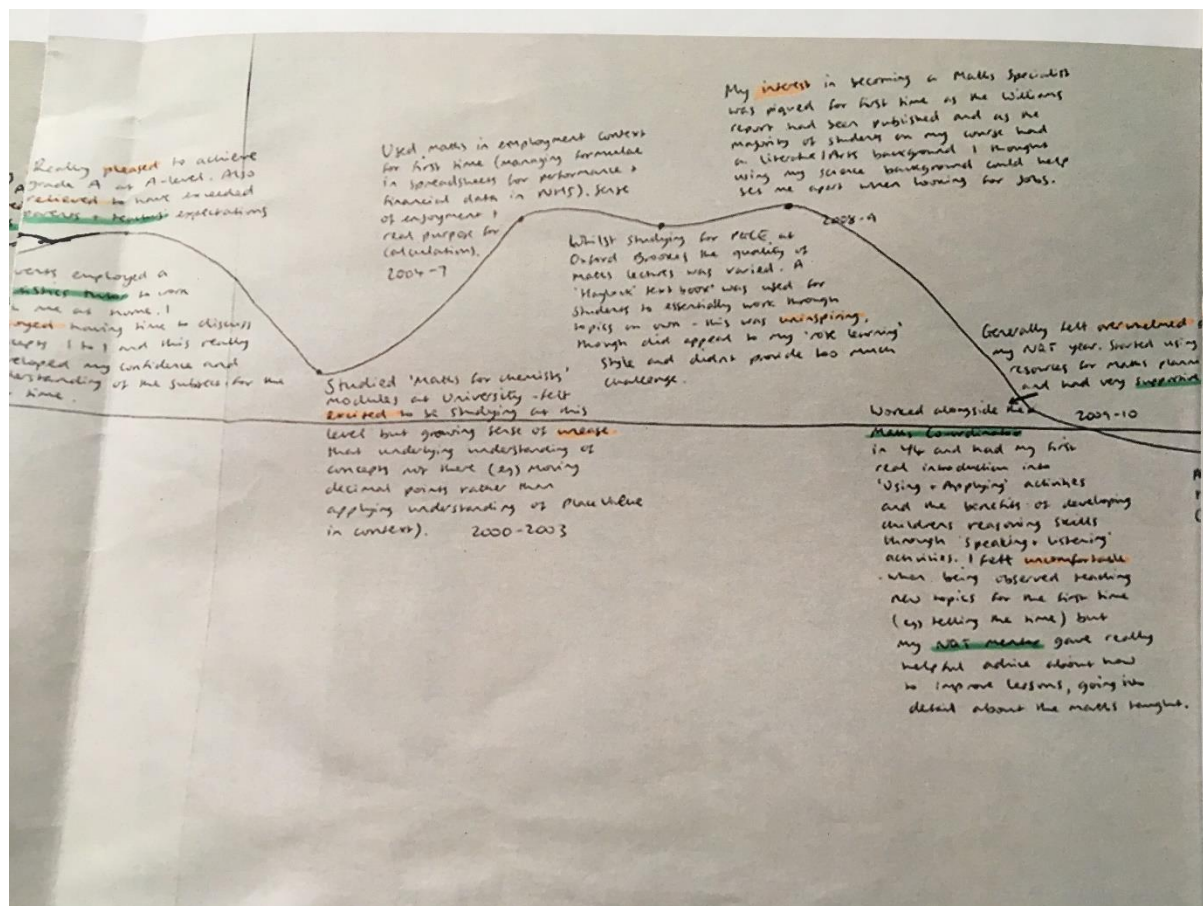 Really pleased to achieve
grade A at A-level. Also
relieved to have exceeded
parents + teachers expectations
employed a
tutor to work
me at home. I
having time to discuss
1 to 1 and this really
my confidence and
of the subject for the
time.
Studied 'Maths for chemists'
modules at University - felt
excited to be studying at this
level but growing sense of unease
that underlying understanding of
concepts not there (eg) moving
decimal points rather than
applying understanding of place value
in context). 2000-2003
Used maths in employment context
for first time (managing formulae
in spreadsheets for performance +
financial data in NHS). Sense
of enjoyment +
real purpose for
calculations.
2004-7
Whilst studying for PGCE at
Oxford Brookes the quality of
Maths lectures was varied. A
'Haylock' text book was used for
students to essentially work through
topics on own - this was uninspiring,
though did appeal to my 'rote learning'
style and didn't provide too much
challenge.
My interest in becoming a Maths Specialist
was piqued for first time as the Williams
report had been published and as the
majority of students on my course had
a literate/Arts background I thought
using my science background could help
set me apart when looking for jobs.
2008-9
Generally felt overwhelmed
my NQT year. Started using
resources for maths
and had very supportive
2009-10
Worked alongside the
Maths Co-ordinator
in Y4 and had my first
real introduction into
'Using + Applying' activities
and the benefits of developing
childrens reasoning skills
through 'speaking + listening'
activities. I felt uncomfortable
when being observed teaching
new topics for the first time
(eg) telling the time) but
my NQT mentor gave really
helpful advice about how
to improve lessons, going into
detail about the maths taught.